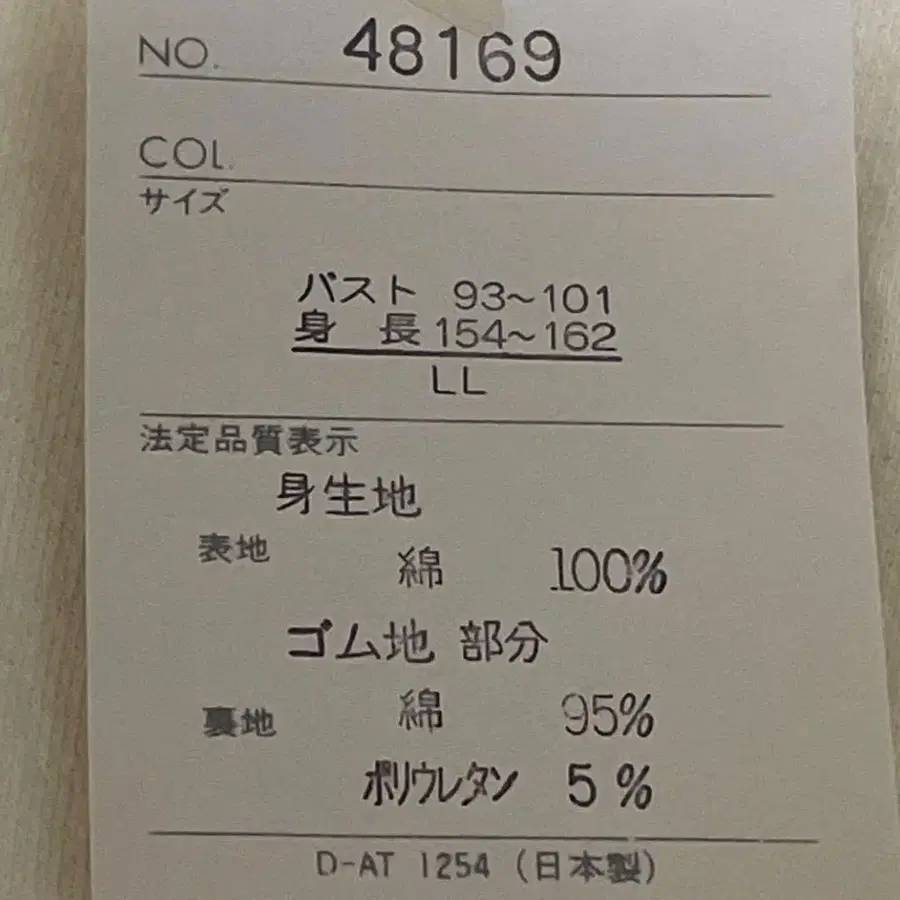 NO. 48169
COL.
サイズ
バスト 93~101
身 長 154~162
LL
法定品質表示
身生地
表地 綿 100%
ゴム地 部分
裏地 綿 95%
ポリウレタン 5%
D-AT 1254 (日本製)